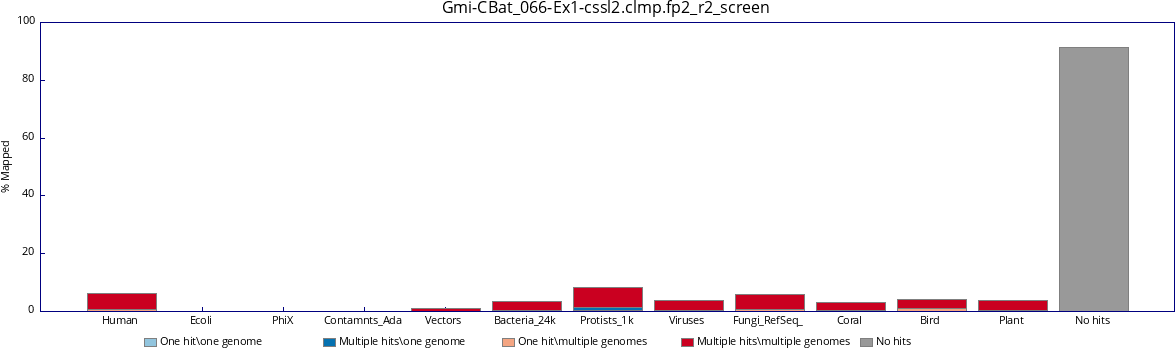 Gmi-CBat_066-Ex1-cssl2.clmp.fp2_r2_screen
100
80
60
40
20
0
% Mapped
Human Ecoli PhiX Contamnts_Ada Vectors Bacteria_24k Protists_1k Viruses Fungi_RefSeq_ Coral Bird Plant No hits
One hit\one genome Multiple hits\one genome One hit\multiple genomes Multiple hits\multiple genomes No hits